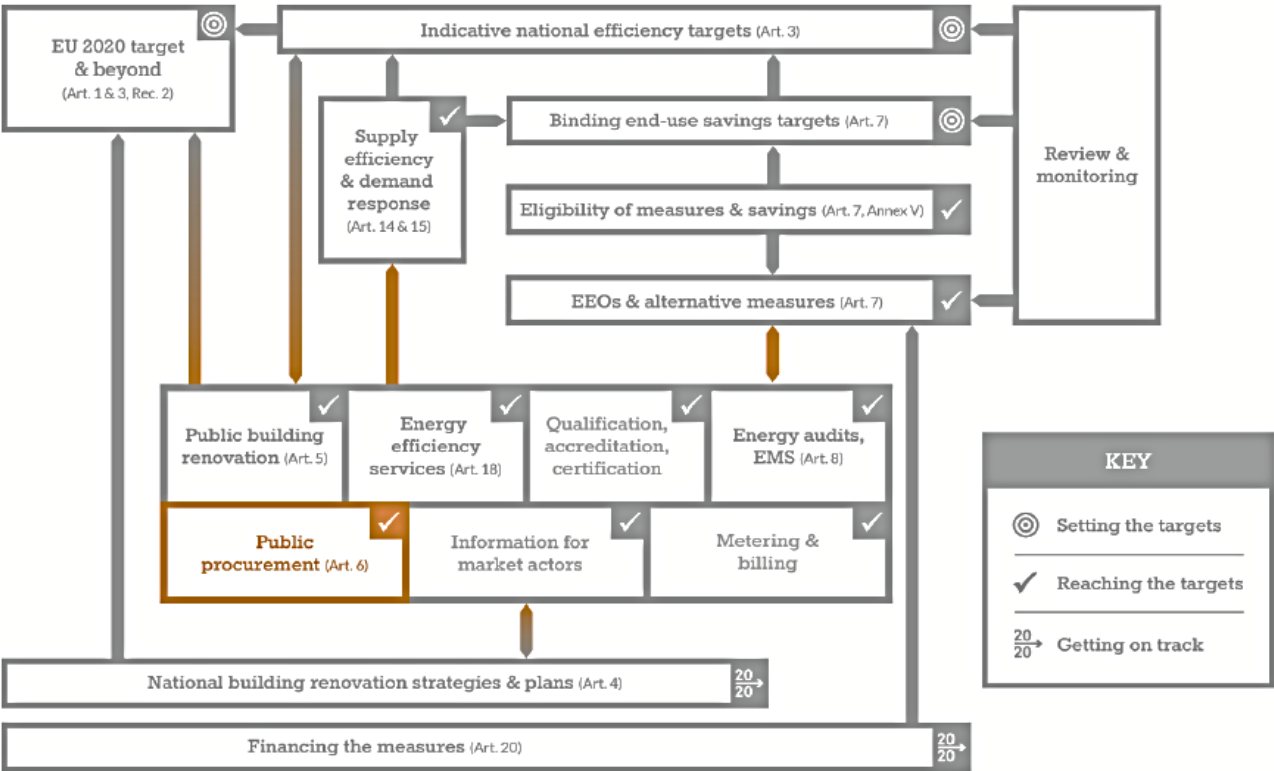 EU 2020 target
& beyond
(Art. 1 & 3, Rec. 2)
Indicative national efficiency targets (Art. 3)
Supply
efficiency
& demand
response
(Art. 14 & 15)
Binding end-use savings targets (Art. 7)
Eligibility of measures & savings (Art. 7, Annex V)
EEOs & alternative measures (Art. 7)
Review &
monitoring
Public building
renovation (Art. 5)
Energy
efficiency
services (Art. 18)
Qualification,
accreditation,
certification
Energy audits,
EMS (Art. 8)
Public
procurement (Art. 6)
Information for
market actors
Metering &
billing
National building renovation strategies & plans (Art. 4)
20
20
Financing the measures (Art. 20)
20
20
KEY
Setting the targets
Reaching the targets
20
20
Getting on track